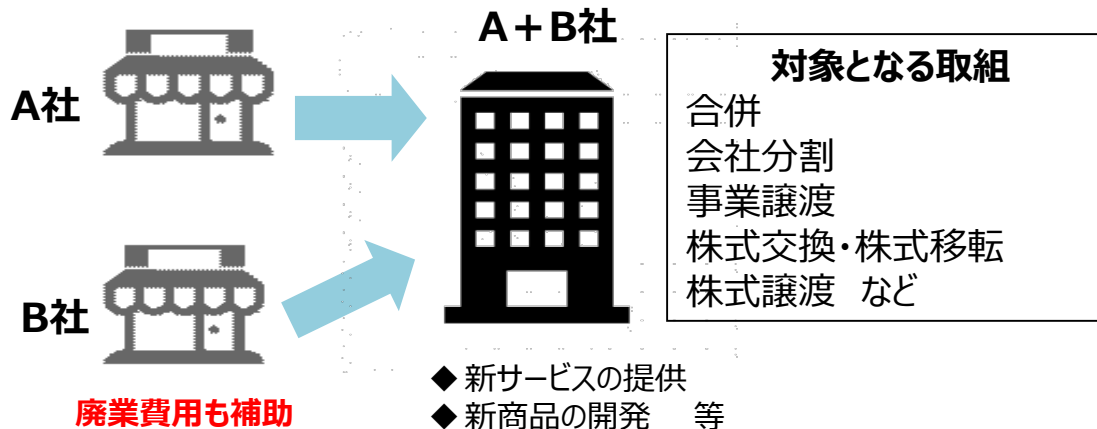 A+B社
A社
B社
廃業費用も補助
◆ 新サービスの提供
◆ 新商品の開発 等
対象となる取組
合併
会社分割
事業譲渡
株式交換・株式移転
株式譲渡 など